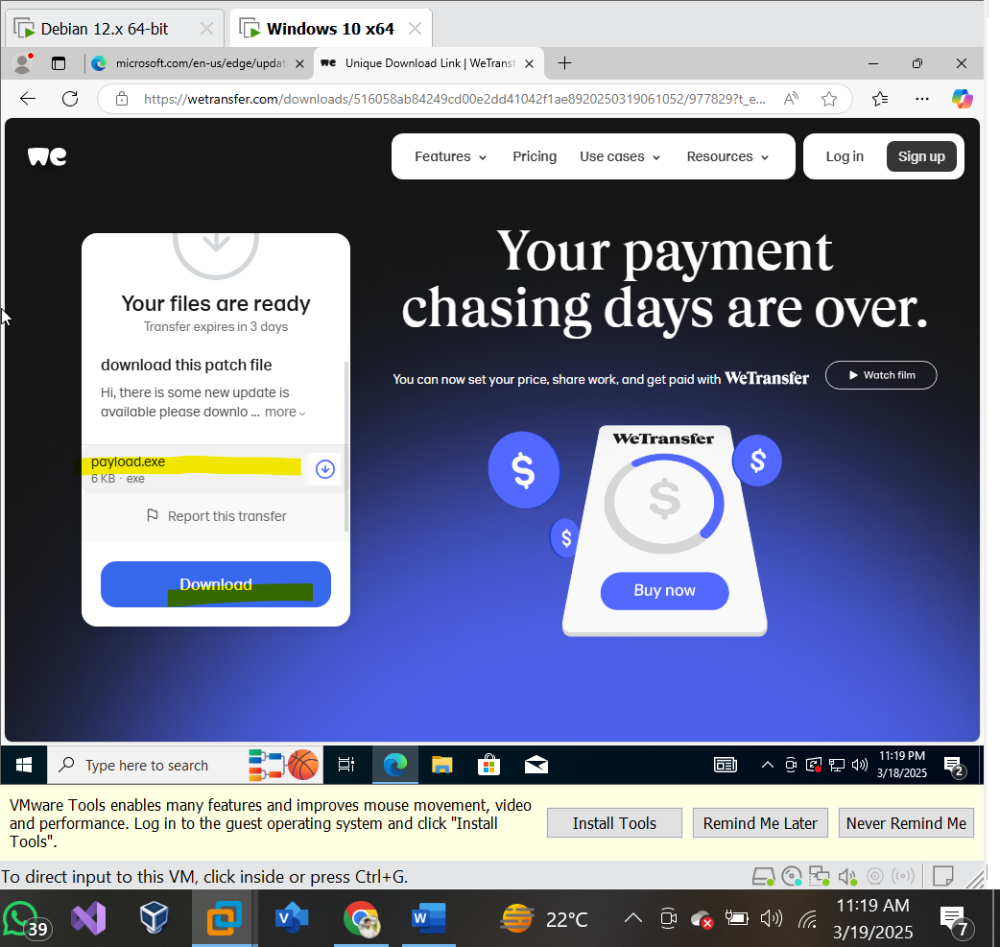 Debian 12.x 64-bit
Windows 10 x64
microsoft.com/en-us/edge/updat
Unique Download Link | WeTransf
https://wetransfer.com/downloads/516058ab84249cd00e2dd41042f1ae8920250319061052/977829?t_e...
we
Features
Pricing
Use cases
Resources
Log in
Sign up
Your files are ready
Transfer expires in 3 days
download this patch file
Hi, there is some new update is
available please downlo ... more
payload.exe
6 KB · exe
Report this transfer
Download
Your payment
chasing days are over.
You can now set your price, share work, and get paid with WeTransfer
Watch film
WeTransfer
$
$
$
$
Buy now
Type here to search
11:19 PM
3/18/2025
2
VMware Tools enables many features and improves mouse movement, video
and performance. Log in to the guest operating system and click "Install
Tools".
Install Tools
Remind Me Later
Never Remind Me
To direct input to this VM, click inside or press Ctrl+G.
39
V
W
22°C
11:19 AM
3/19/2025
7